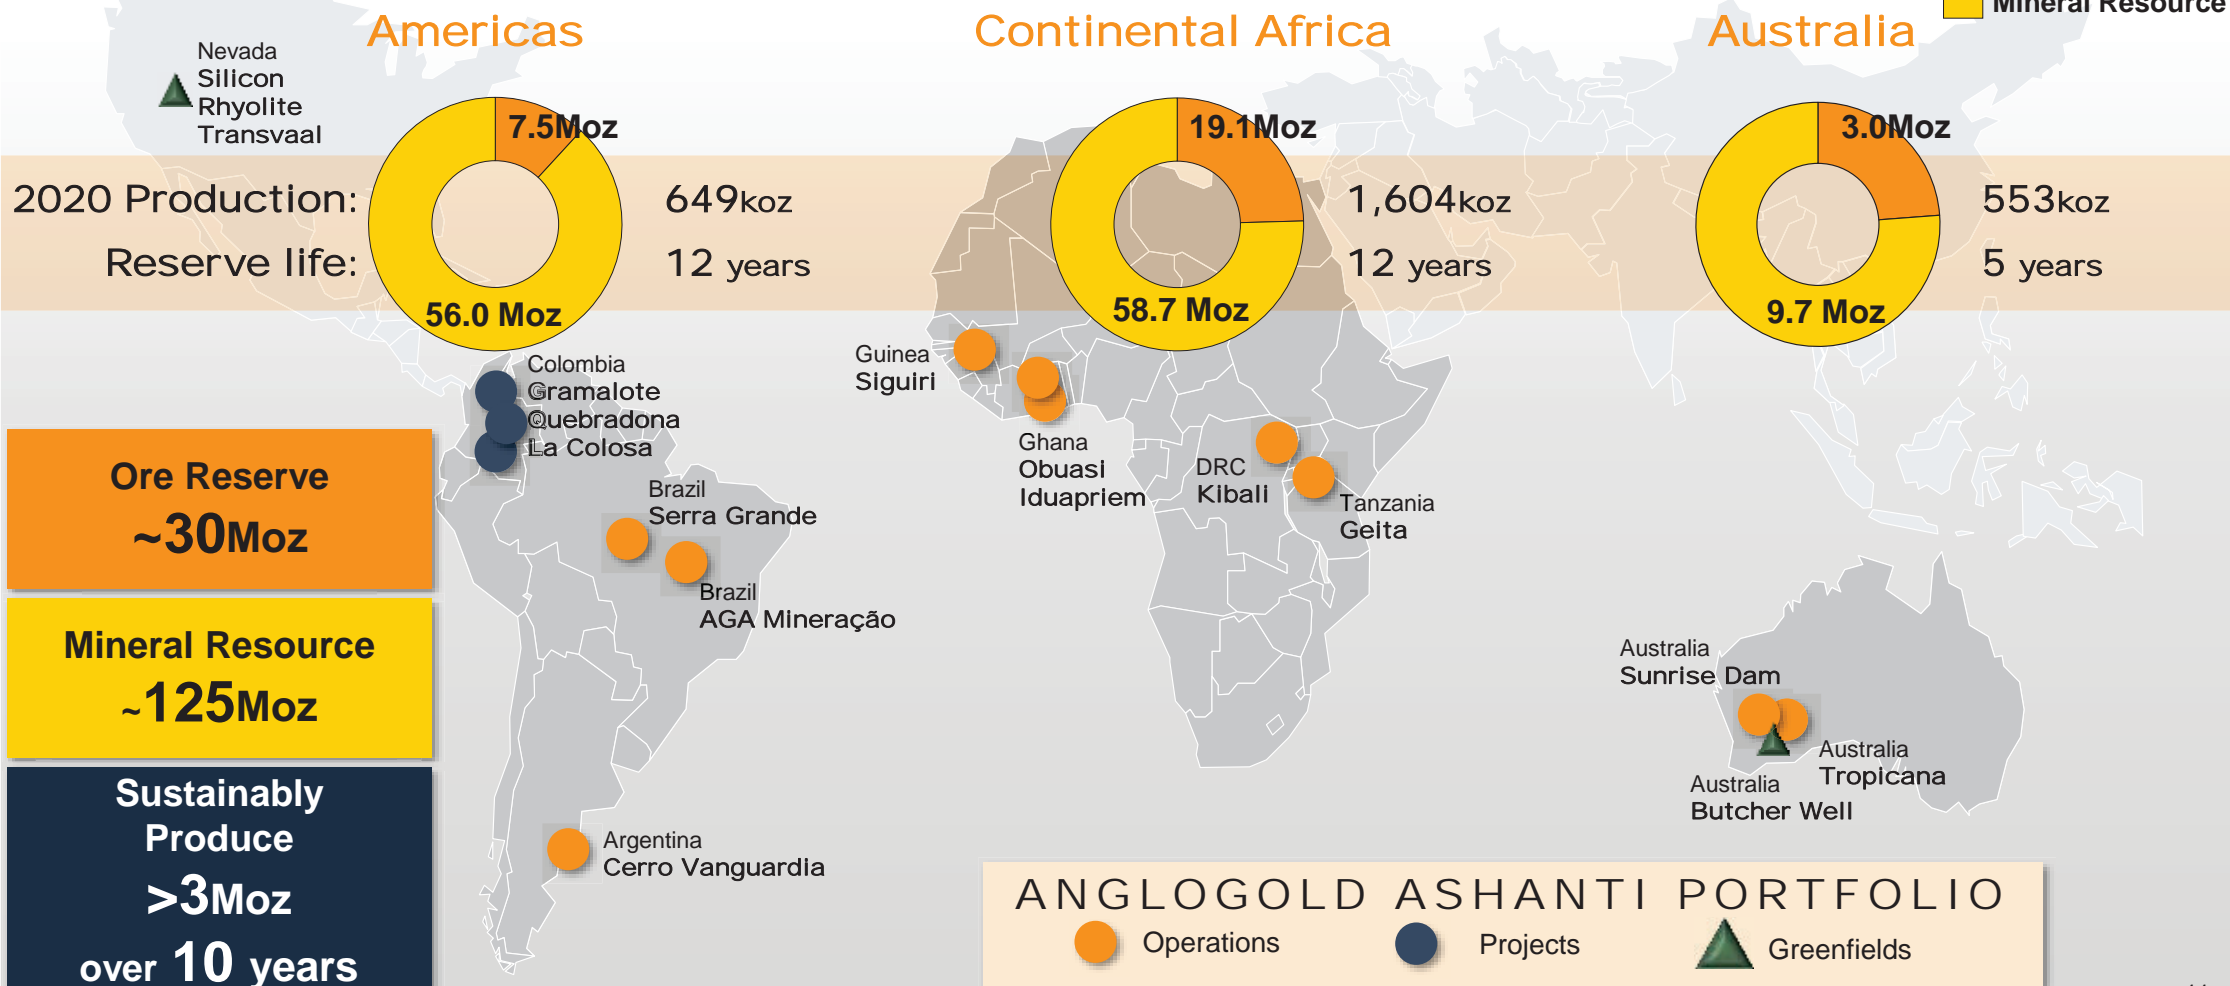 Mineral Resource
Americas
Continental Africa
Australia
Nevada
Silicon
Rhyolite
Transvaal
7.5Moz
19.1Moz
3.0Moz
2020 Production:
649koz
1,604koz
553koz
Reserve life:
12 years
12 years
5 years
56.0 Moz
58.7 Moz
9.7 Moz
Colombia
Gramalote
Quebradona
La Colosa
Guinea
Siguiri
Ghana
Obuasi
Iduapriem
DRC
Kibali
Tanzania
Geita
Brazil
Serra Grande
Brazil
AGA Mineração
Argentina
Cerro Vanguardia
Australia
Sunrise Dam
Australia
Tropicana
Australia
Butcher Well
Ore Reserve
~30Moz
Mineral Resource
~125Moz
Sustainably
Produce
>3Moz
over 10 years
ANGLOGOLD ASHANTI PORTFOLIO
Operations
Projects
Greenfields